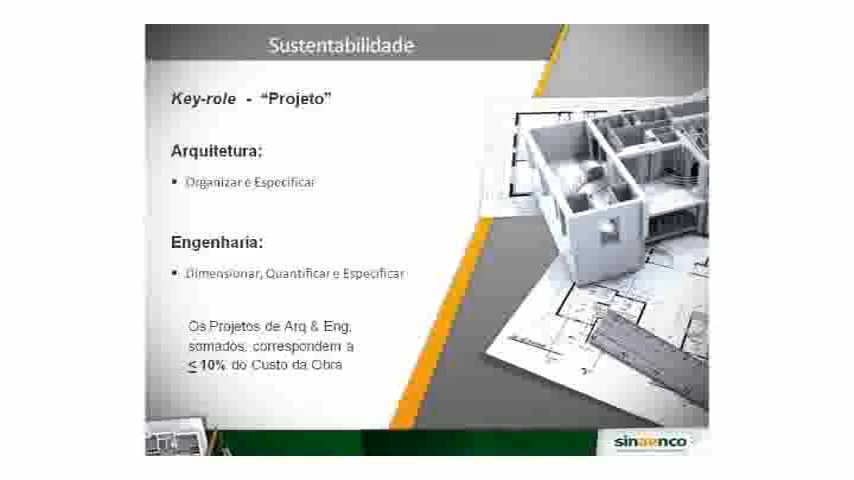 Sustentabilidade
Key-role - “Projeto”
Arquitetura:
▪ Organizar e Especificar
Engenharia:
▪ Dimensionar, Quantificar e Especificar
Os Projetos de Arq & Eng,
somados, correspondem a
≤ 10% do Custo da Obra
sinaenco